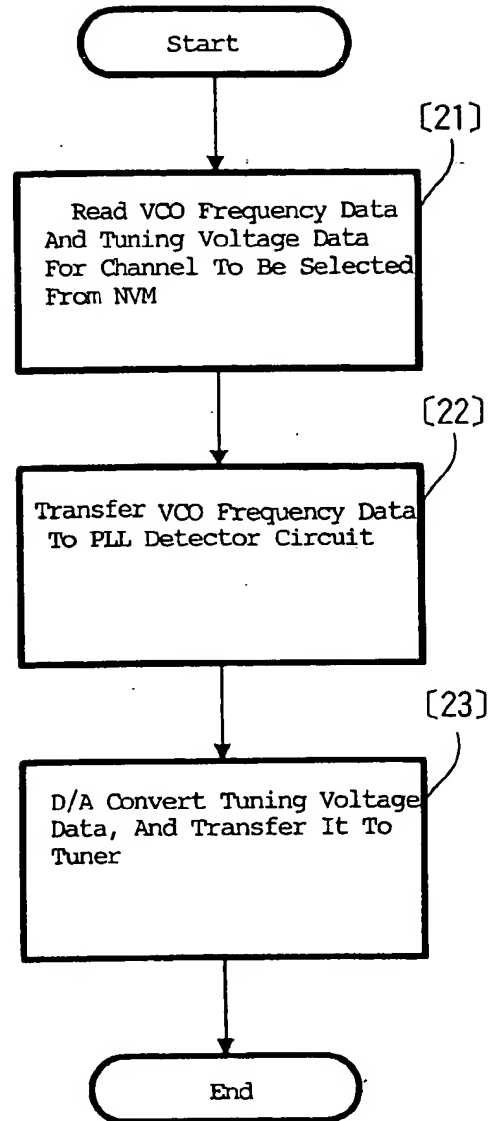 Start
[21]
Read VCO Frequency Data
And Tuning Voltage Data
For Channel To Be Selected
From NVM
[22]
Transfer VCO Frequency Data
To PLL Detector Circuit
[23]
D/A Convert Tuning Voltage
Data, And Transfer It To
Tuner
End